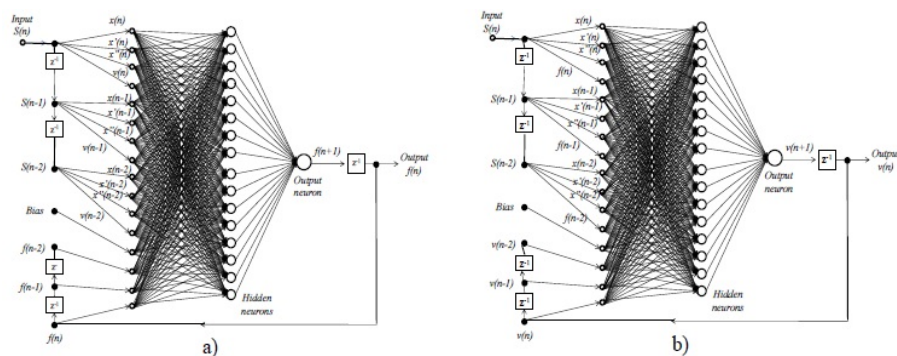 Input
S(n)
x(n)
x'(n)
x''(n)
v(n)
z⁻¹
S(n-1)
x(n-1)
x'(n-1)
x''(n-1)
v(n-1)
z⁻¹
S(n-2)
x(n-2)
x'(n-2)
x''(n-2)
v(n-2)
Bias
f(n-2)
f(n-1)
z⁻¹
f(n)
Hidden
neurons
Output
neuron
f(n+1)
z⁻¹
Output
f(n)
a)
Input
S(n)
x(n)
x'(n)
x''(n)
f(n)
z⁻¹
S(n-1)
x(n-1)
x'(n-1)
x''(n-1)
f(n-1)
z⁻¹
S(n-2)
x(n-2)
x'(n-2)
x''(n-2)
f(n-2)
Bias
v(n-2)
z⁻¹
v(n-1)
z⁻¹
v(n)
Hidden
neurons
Output
neuron
v(n+1)
z⁻¹
Output
v(n)
b)